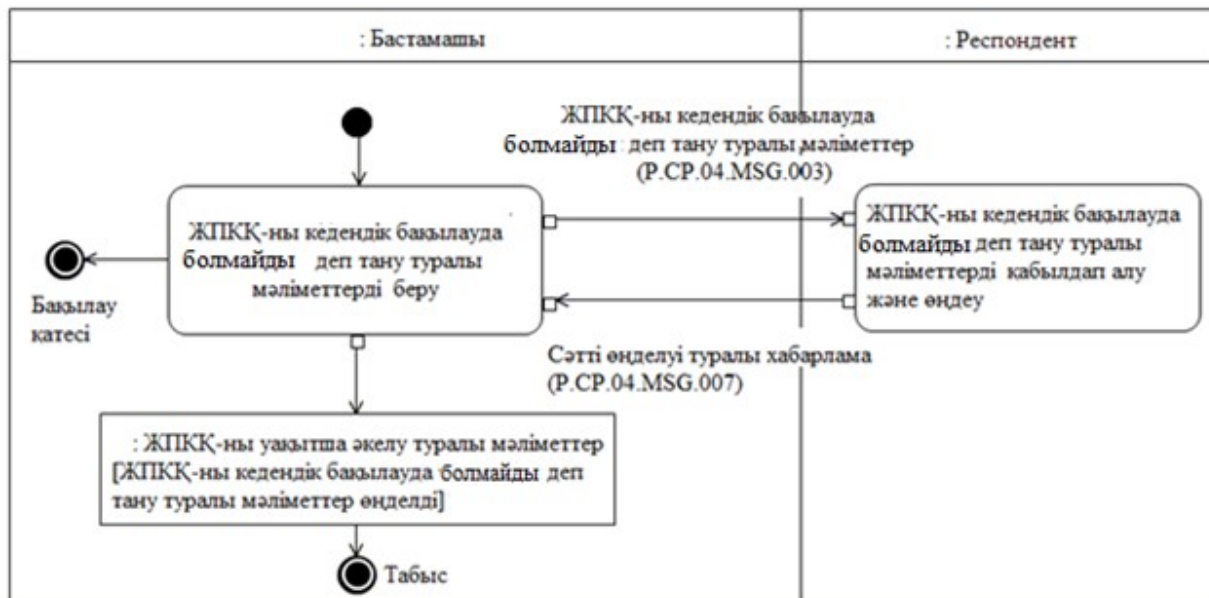 : Бастамашы
: Респондент
ЖПКҚ-ны кедендік бақылауда
болмайды деп тану туралы мәліметтер
(P.CP.04.MSG.003)
ЖПКҚ-ны кедендік бақылауда
болмайды деп тану туралы
мәліметтерді беру
ЖПКҚ-ны кедендік бақылауда
болмайды деп тану туралы
мәліметтерді қабылдап алу
және өңдеу
Бақылау
қатесі
Сәтті өңделуі туралы хабарлама
(P.CP.04.MSG.007)
: ЖПКҚ-ны уақытша әкелу туралы мәліметтер
[ЖПКҚ-ны кедендік бақылауда болмайды деп
тану туралы мәліметтер өңделді]
Табыс